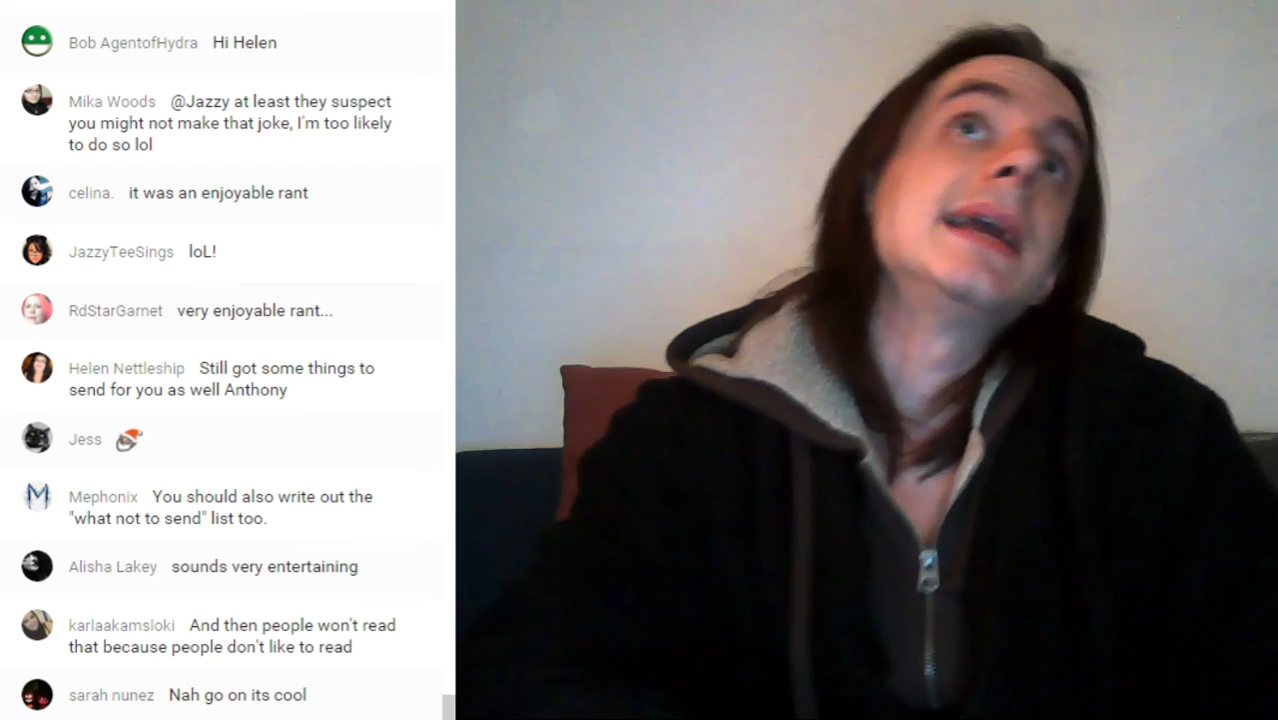 Bob AgentofHydra Hi Helen
Mika Woods @Jazzy at least they suspect
you might not make that joke, I'm too likely
to do so lol
celina. it was an enjoyable rant
JazzyTeeSings loL!
RdStarGarnet very enjoyable rant...
Helen Nettleship Still got some things to
send for you as well Anthony
Jess
Mephonix You should also write out the
"what not to send" list too.
Alisha Lakey sounds very entertaining
karlaakamsloki And then people won't read
that because people don't like to read
sarah nunez Nah go on its cool